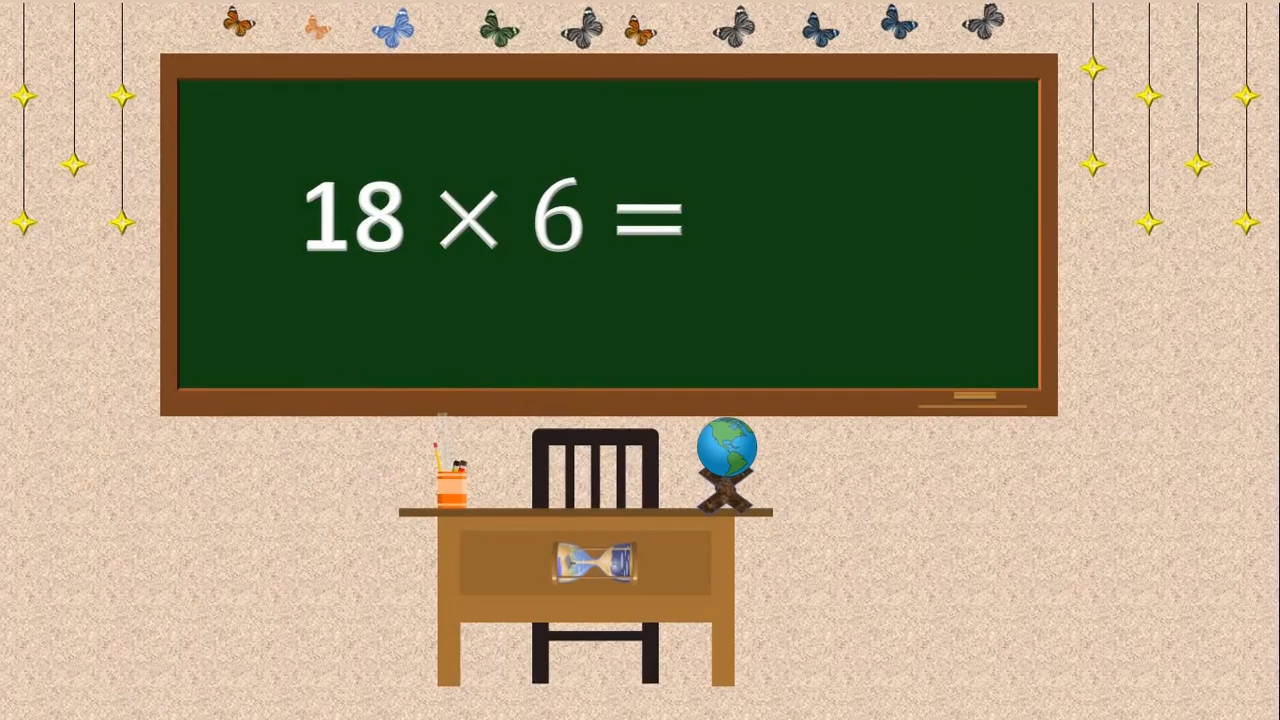 18 × 6 =